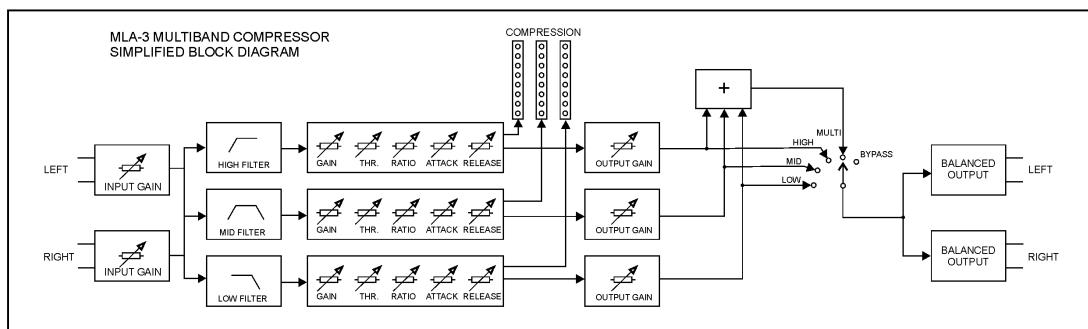 MLA-3 MULTIBAND COMPRESSOR
SIMPLIFIED BLOCK DIAGRAM
COMPRESSION
LEFT
INPUT GAIN
HIGH FILTER
GAIN THR. RATIO ATTACK RELEASE
OUTPUT GAIN
+
HIGH
MULTI
BYPASS
MID
LOW
BALANCED
OUTPUT
LEFT
RIGHT
INPUT GAIN
MID FILTER
GAIN THR. RATIO ATTACK RELEASE
OUTPUT GAIN
BALANCED
OUTPUT
RIGHT
LOW FILTER
GAIN THR. RATIO ATTACK RELEASE
OUTPUT GAIN